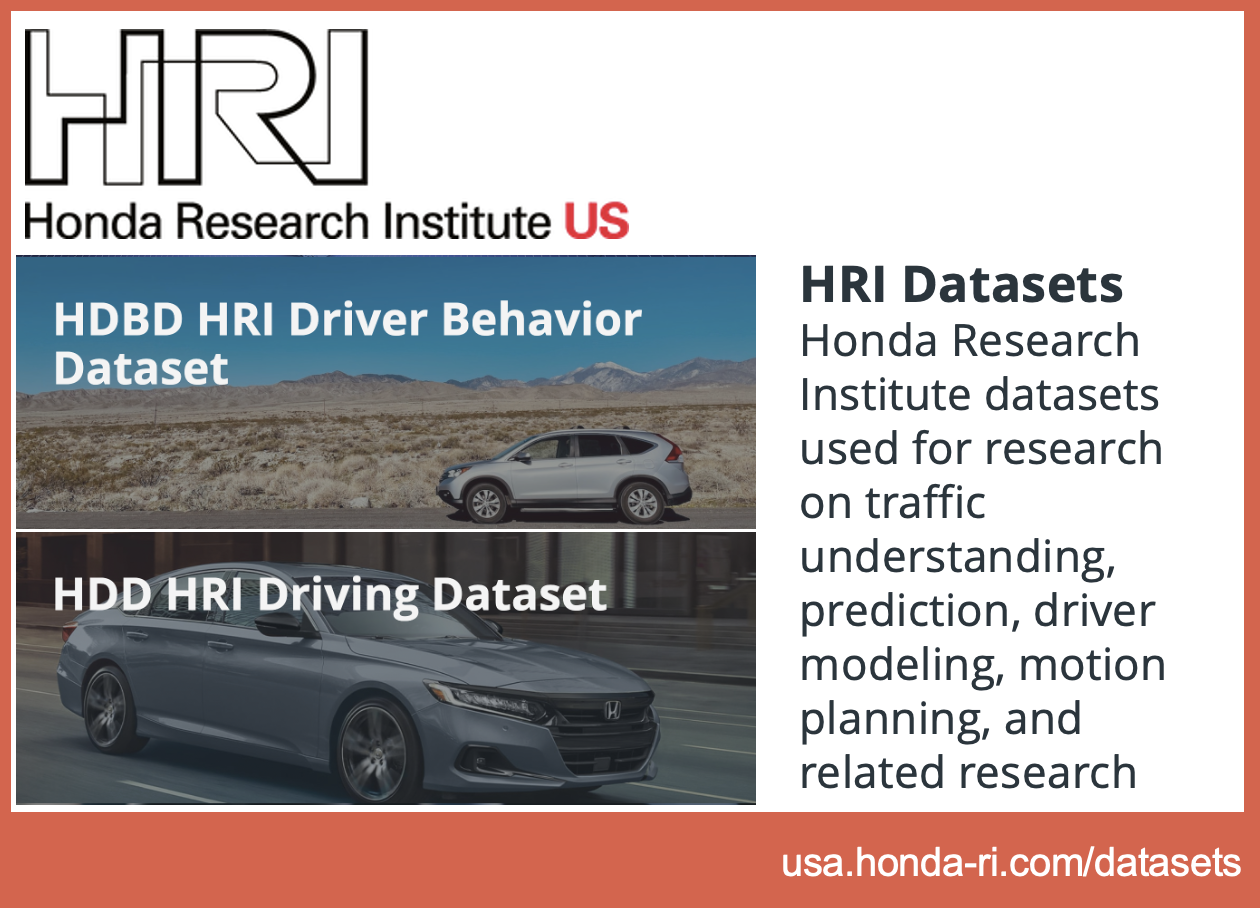 HRI
Honda Research Institute US
HDBD HRI Driver Behavior
Dataset
HDD HRI Driving Dataset
HRI Datasets
Honda Research
Institute datasets
used for research
on traffic
understanding,
prediction, driver
modeling, motion
planning, and
related research
usa.honda-ri.com/datasets